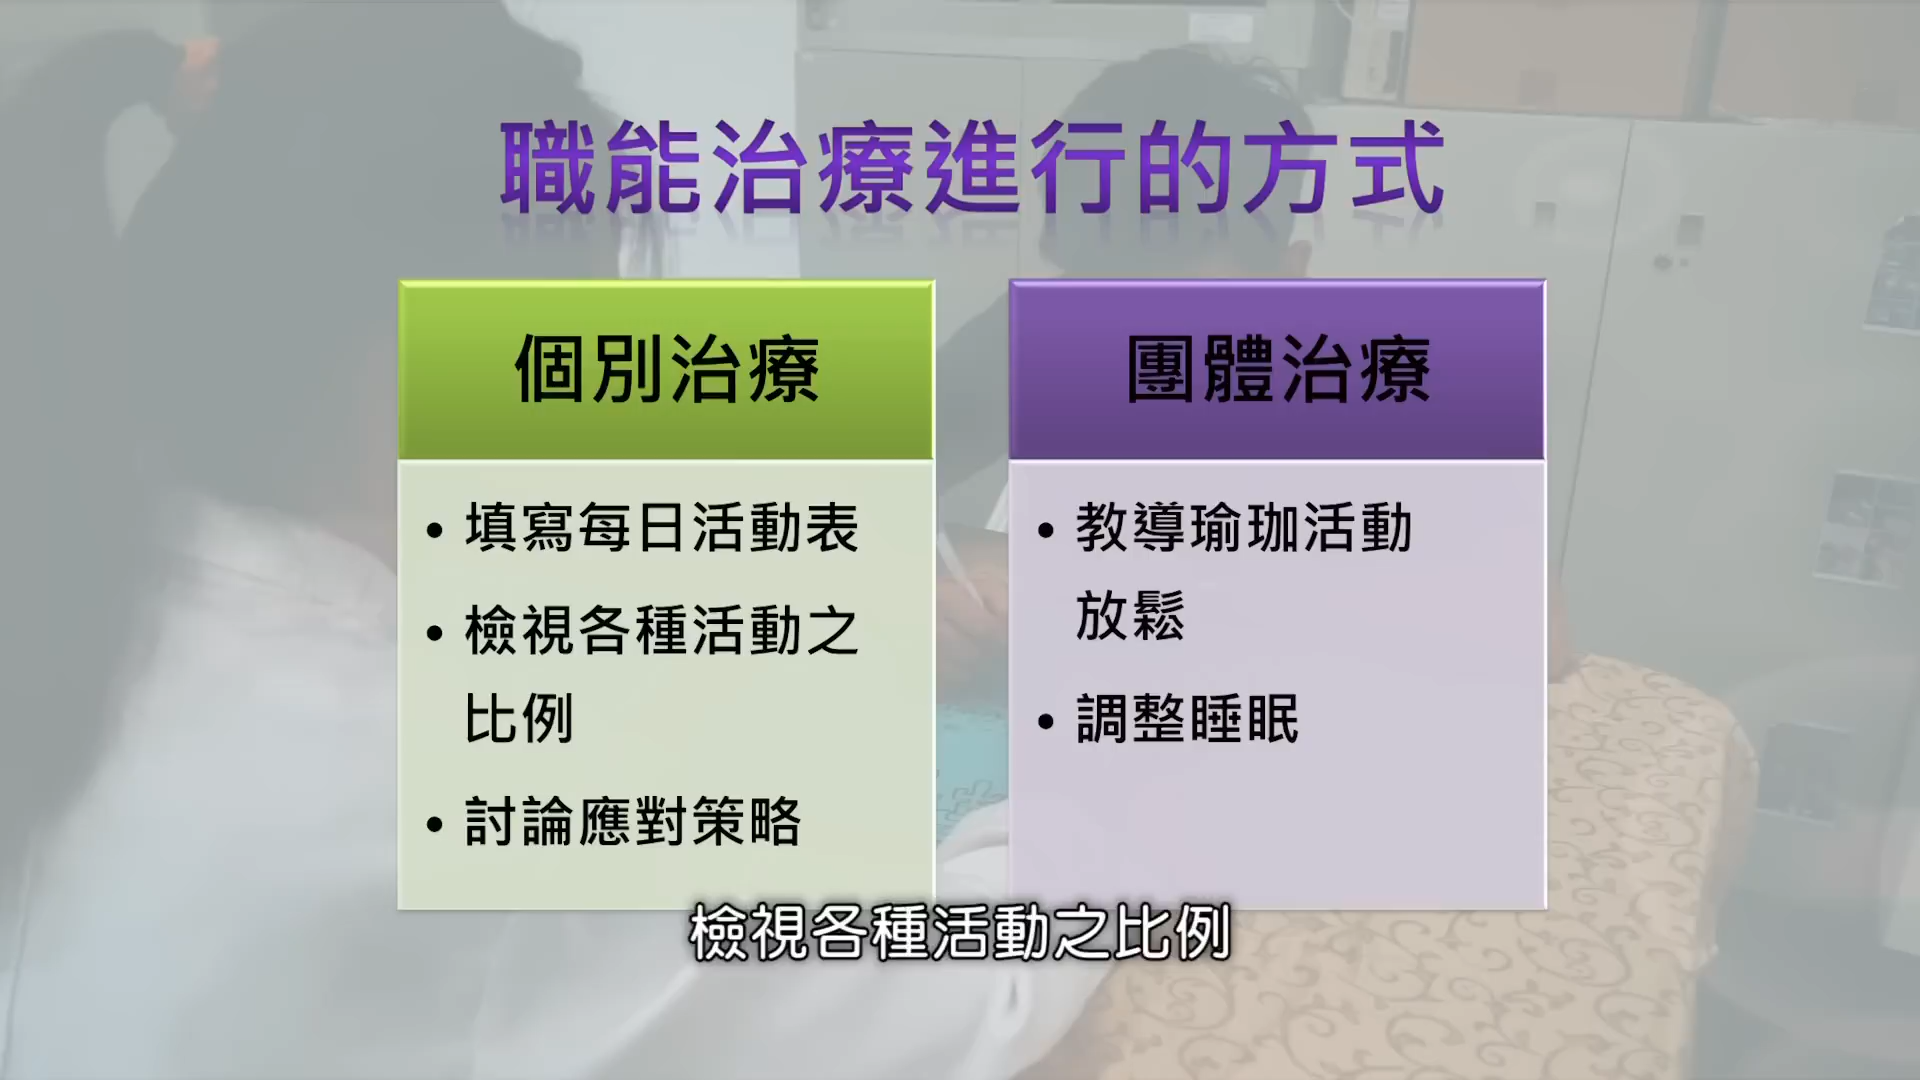 職能治療進行的方式
個別治療
• 填寫每日活動表
• 檢視各種活動之
比例
• 討論應對策略
團體治療
• 教導瑜珈活動
放鬆
• 調整睡眠
檢視各種活動之比例